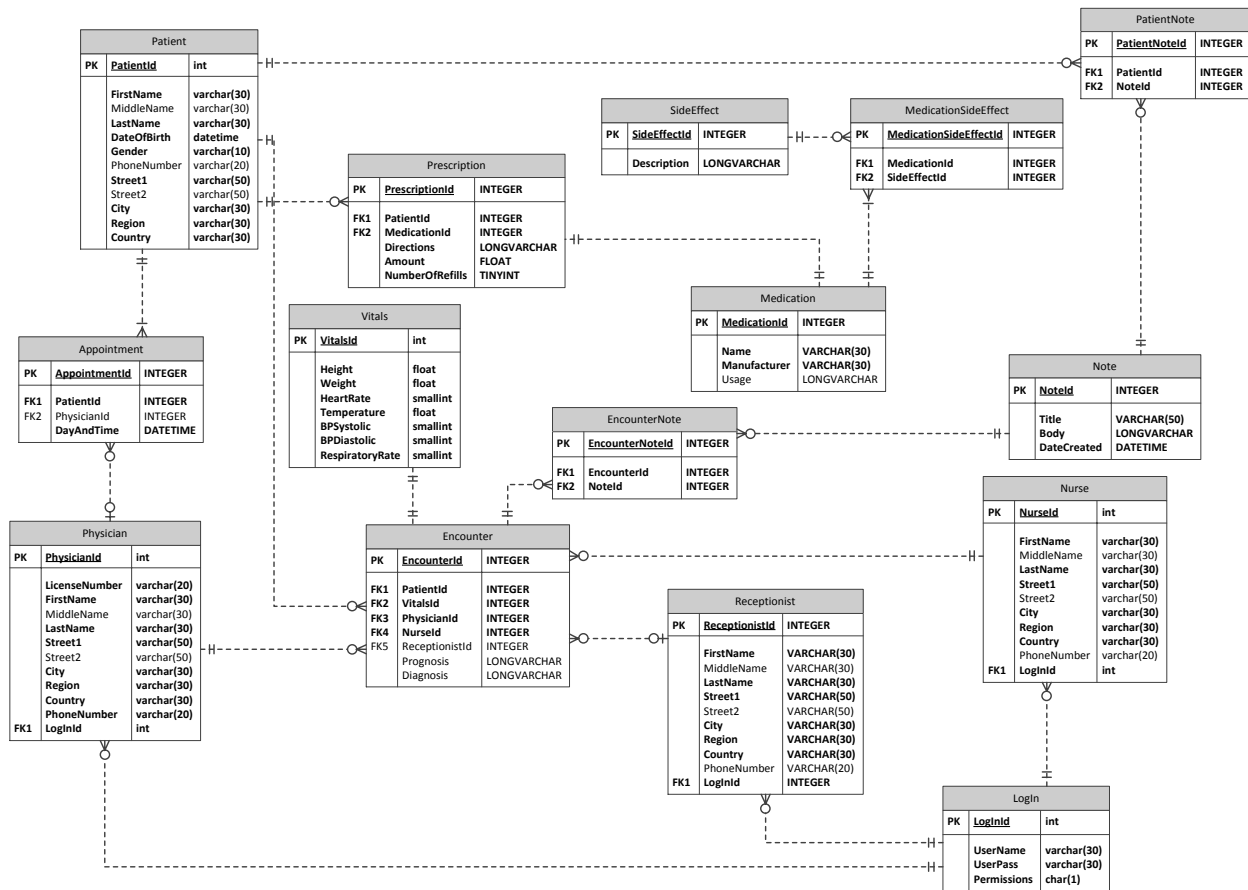 Patient
PK PatientId int
FirstName varchar(30)
MiddleName varchar(30)
LastName varchar(30)
DateOfBirth datetime
Gender varchar(10)
PhoneNumber varchar(20)
Street1 varchar(50)
Street2 varchar(50)
City varchar(30)
Region varchar(30)
Country varchar(30)
PatientNote
PK PatientNoteId INTEGER
FK1 PatientId INTEGER
FK2 NoteId INTEGER
SideEffect
PK SideEffectId INTEGER
Description LONGVARCHAR
MedicationSideEffect
PK MedicationSideEffectId INTEGER
FK1 MedicationId INTEGER
FK2 SideEffectId INTEGER
Prescription
PK PrescriptionId INTEGER
FK1 PatientId INTEGER
FK2 MedicationId INTEGER
Directions LONGVARCHAR
Amount FLOAT
NumberOfRefills TINYINT
Medication
PK MedicationId INTEGER
Name VARCHAR(30)
Manufacturer VARCHAR(30)
Usage LONGVARCHAR
Vitals
PK VitalsId int
Height float
Weight float
HeartRate smallint
Temperature float
BPSystolic smallint
BPDiastolic smallint
RespiratoryRate smallint
Appointment
PK AppointmentId INTEGER
FK1 PatientId INTEGER
FK2 PhysicianId INTEGER
DayAndTime DATETIME
Note
PK NoteId INTEGER
Title VARCHAR(50)
Body LONGVARCHAR
DateCreated DATETIME
EncounterNote
PK EncounterNoteId INTEGER
FK1 EncounterId INTEGER
FK2 NoteId INTEGER
Nurse
PK NurseId int
FirstName varchar(30)
MiddleName varchar(30)
LastName varchar(30)
Street1 varchar(50)
Street2 varchar(50)
City varchar(30)
Region varchar(30)
Country varchar(30)
PhoneNumber varchar(20)
FK1 LogInId int
Physician
PK PhysicianId int
LicenseNumber varchar(20)
FirstName varchar(30)
MiddleName varchar(30)
LastName varchar(30)
Street1 varchar(50)
Street2 varchar(50)
City varchar(30)
Region varchar(30)
Country varchar(30)
PhoneNumber varchar(20)
FK1 LogInId int
Encounter
PK EncounterId INTEGER
FK1 PatientId INTEGER
FK2 VitalsId INTEGER
FK3 PhysicianId INTEGER
FK4 NurseId INTEGER
FK5 ReceptionistId INTEGER
Prognosis LONGVARCHAR
Diagnosis LONGVARCHAR
Receptionist
PK ReceptionistId INTEGER
FirstName VARCHAR(30)
MiddleName VARCHAR(30)
LastName VARCHAR(30)
Street1 VARCHAR(50)
Street2 VARCHAR(50)
City VARCHAR(30)
Region VARCHAR(30)
Country VARCHAR(30)
PhoneNumber VARCHAR(20)
FK1 LogInId INTEGER
LogIn
PK LogInId int
UserName varchar(30)
UserPass varchar(30)
Permissions char(1)